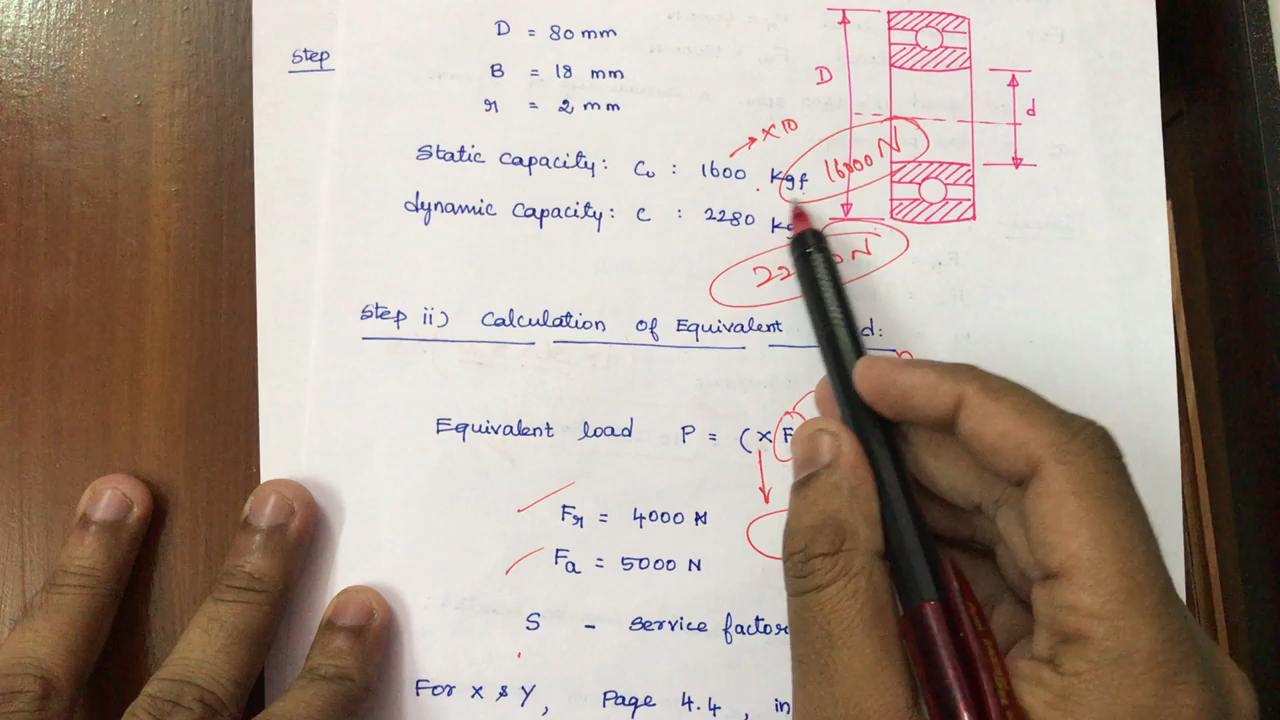 D = 80 mm
Step
B = 18 mm
r = 2 mm
D
d
x 10
Static Capacity: Co : 1600 kgf 16000 N
dynamic Capacity: C : 2280
N
Step ii) Calculation of Equivalent
Equivalent load P = (X F
Fr = 4000 N
Fa = 5000 N
S - Service factor
For X & Y, Page 4.4, in